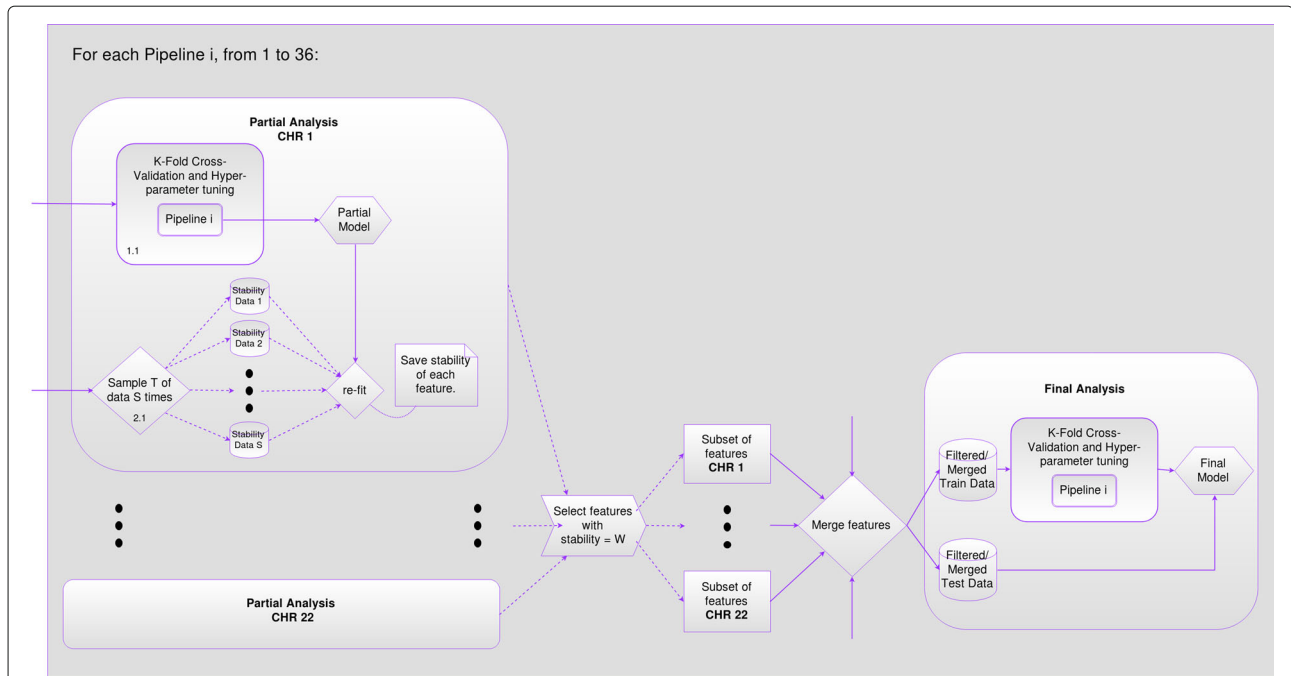 For each Pipeline i, from 1 to 36:
Partial Analysis
CHR 1
K-Fold Cross-
Validation and Hyper-
parameter tuning
Pipeline i
1.1
Partial
Model
Stability
Data 1
Stability
Data 2
Sample T of
data S times
2.1
re-fit
Save stability
of each
feature.
Stability
Data S
Partial Analysis
CHR 22
Select features
with
stability = W
Subset of
features
CHR 1
Subset of
features
CHR 22
Merge features
Final Analysis
Filtered/
Merged
Train Data
K-Fold Cross-
Validation and Hyper-
parameter tuning
Pipeline i
Final
Model
Filtered/
Merged
Test Data